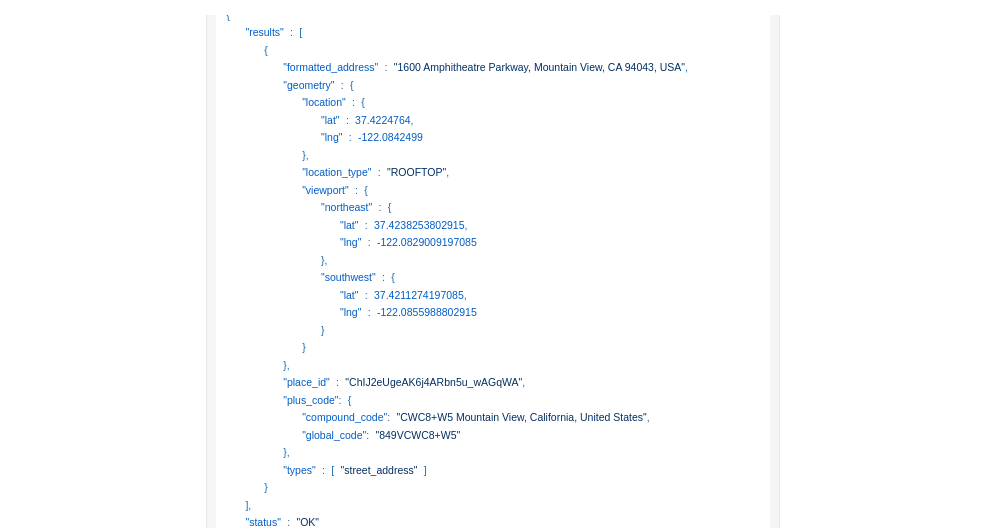 {
"results" : [
{
"formatted_address" : "1600 Amphitheatre Parkway, Mountain View, CA 94043, USA",
"geometry" : {
"location" : {
"lat" : 37.4224764,
"lng" : -122.0842499
},
"location_type" : "ROOFTOP",
"viewport" : {
"northeast" : {
"lat" : 37.4238253802915,
"lng" : -122.0829009197085
},
"southwest" : {
"lat" : 37.4211274197085,
"lng" : -122.0855988802915
}
}
},
"place_id" : "ChIJ2eUgeAK6j4ARbn5u_wAGqWA",
"plus_code": {
"compound_code": "CWC8+W5 Mountain View, California, United States",
"global_code": "849VCWC8+W5"
},
"types" : [ "street_address" ]
}
],
"status" : "OK"